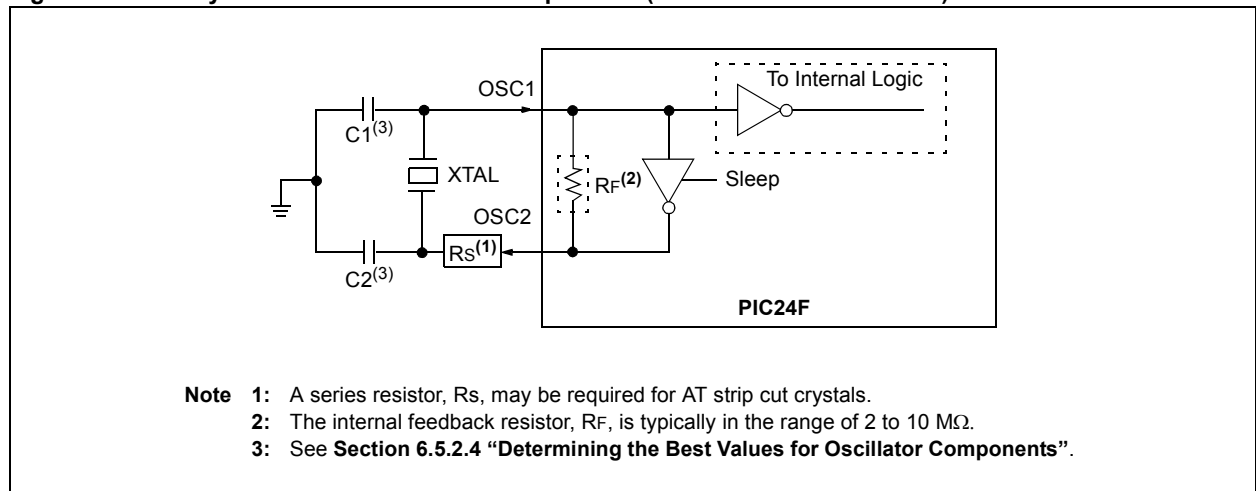 OSC1
To Internal Logic
C1(3)
XTAL
RF(2)
Sleep
OSC2
RS(1)
C2(3)
PIC24F
Note 1: A series resistor, Rs, may be required for AT strip cut crystals.
2: The internal feedback resistor, RF, is typically in the range of 2 to 10 MΩ.
3: See Section 6.5.2.4 “Determining the Best Values for Oscillator Components”.